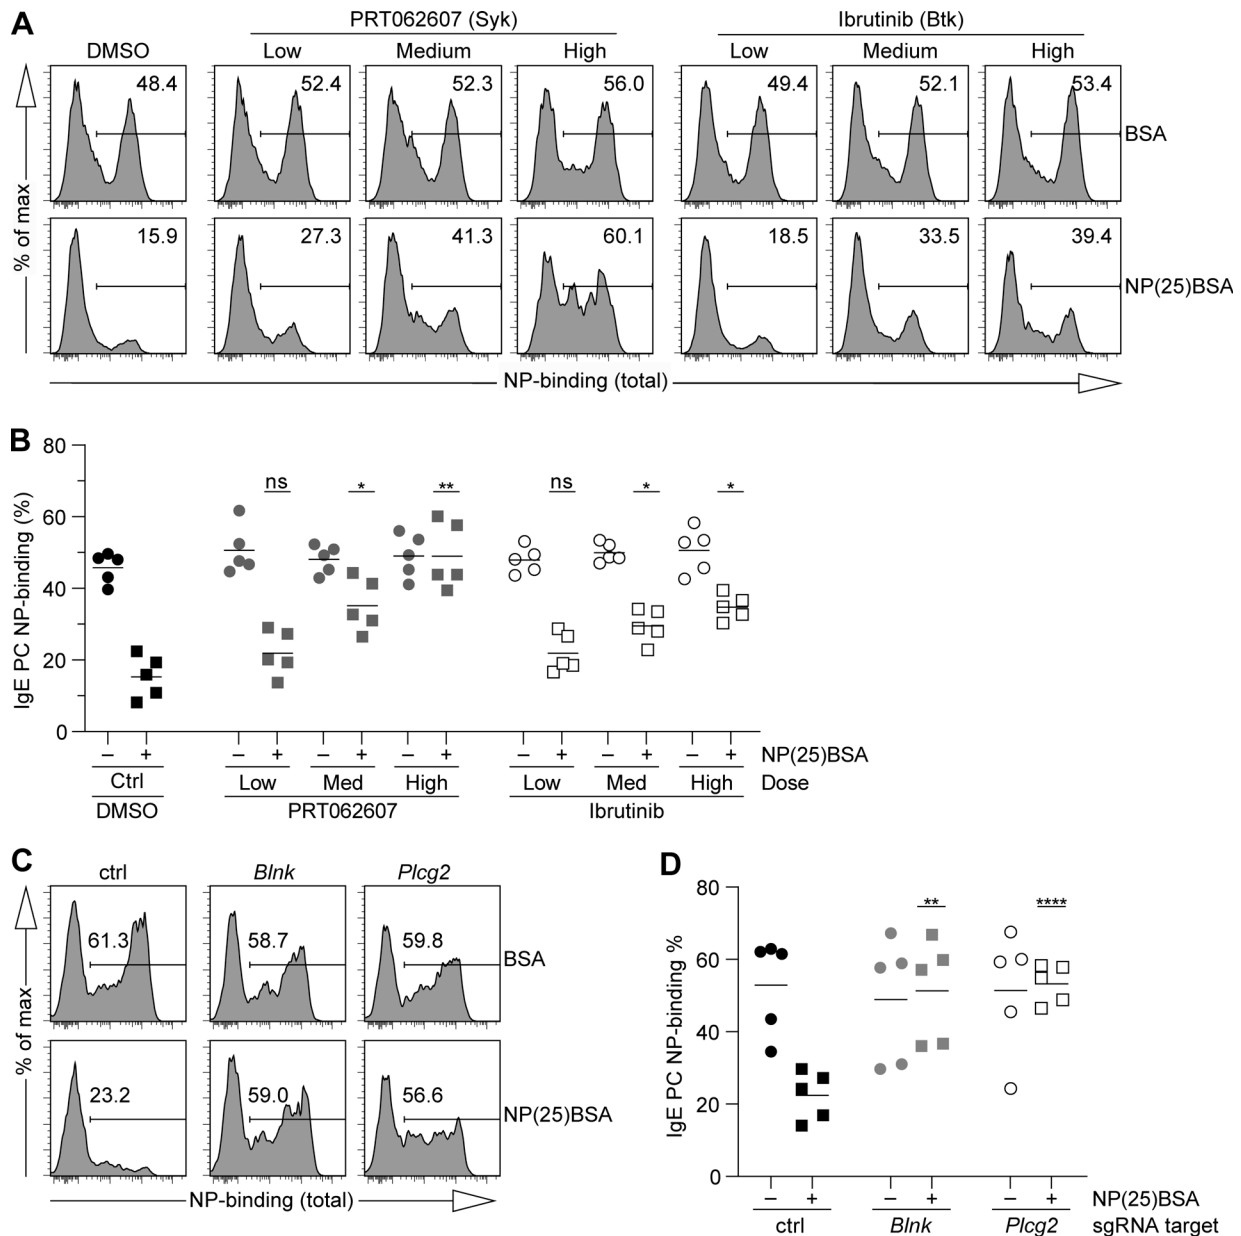 A
PRT062607 (Syk)
Ibrutinib (Btk)
DMSO
Low
Medium
High
Low
Medium
High
48.4
52.4
52.3
56.0
49.4
52.1
53.4
BSA
15.9
27.3
41.3
60.1
18.5
33.5
39.4
NP(25)BSA
% of max
NP-binding (total)
B
IgE PC NP-binding (%)
80
60
40
20
0
ns
*
**
ns
*
*
− + − + − + − + − + − + − + NP(25)BSA
Ctrl Low Med High Low Med High Dose
DMSO PRT062607 Ibrutinib
C
ctrl
Blnk
Plcg2
61.3
58.7
59.8
BSA
23.2
59.0
56.6
NP(25)BSA
% of max
NP-binding (total)
D
IgE PC NP-binding %
80
60
40
20
0
**
****
− + − + − + NP(25)BSA
ctrl Blnk Plcg2 sgRNA target